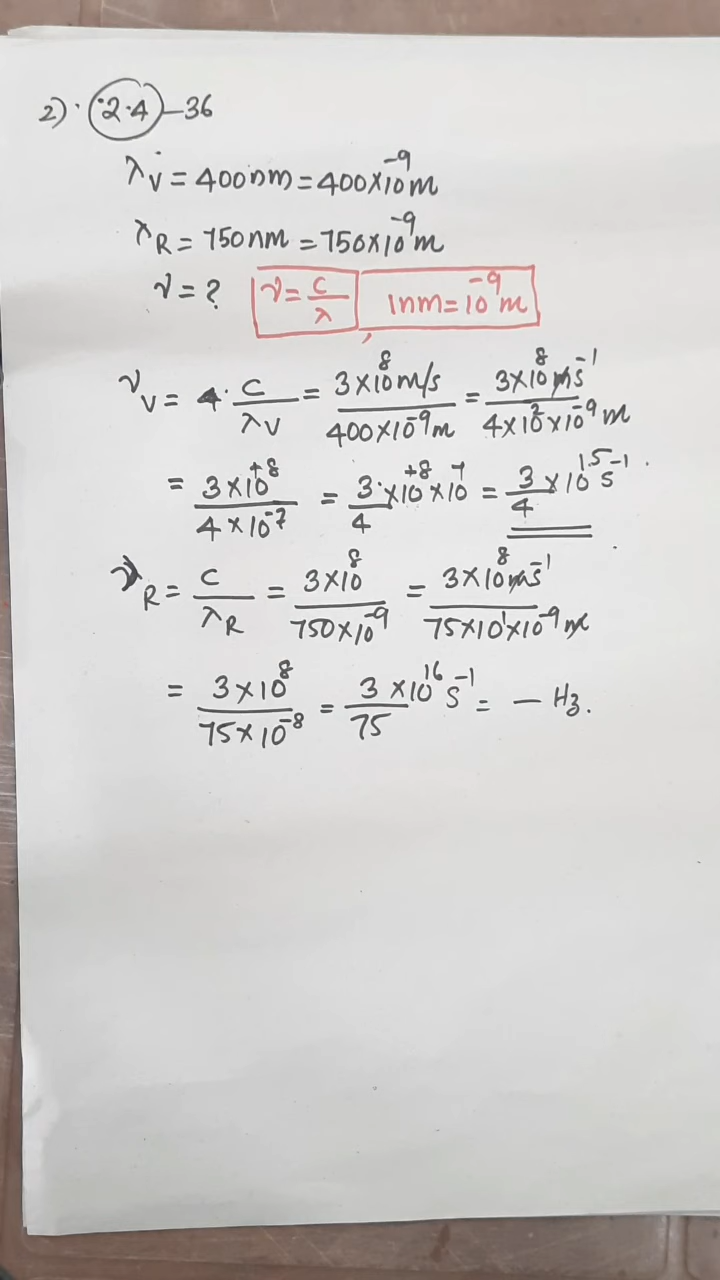 2). (2.4) - 36
λV = 400nm = 400×10⁻⁹m
λR = 750nm = 750×10⁻⁹m
ν = ? ν = c/λ, 1nm = 10⁻⁹m
νV = 4. c/λV = 3×10⁸m/s / 400×10⁻⁹m = 3×10⁸ms⁻¹ / 4×10²×10⁻⁹m
= 3×10⁺⁸ / 4×10⁻⁷ = 3/4 ×10⁺⁸×10⁷ = 3/4 ×10¹⁵s⁻¹.
νR = c/λR = 3×10⁸ / 750×10⁻⁹ = 3×10⁸ms⁻¹ / 75×10¹×10⁻⁹m
= 3×10⁸ / 75×10⁻⁸ = 3/75 ×10¹⁶s⁻¹ = — Hz.